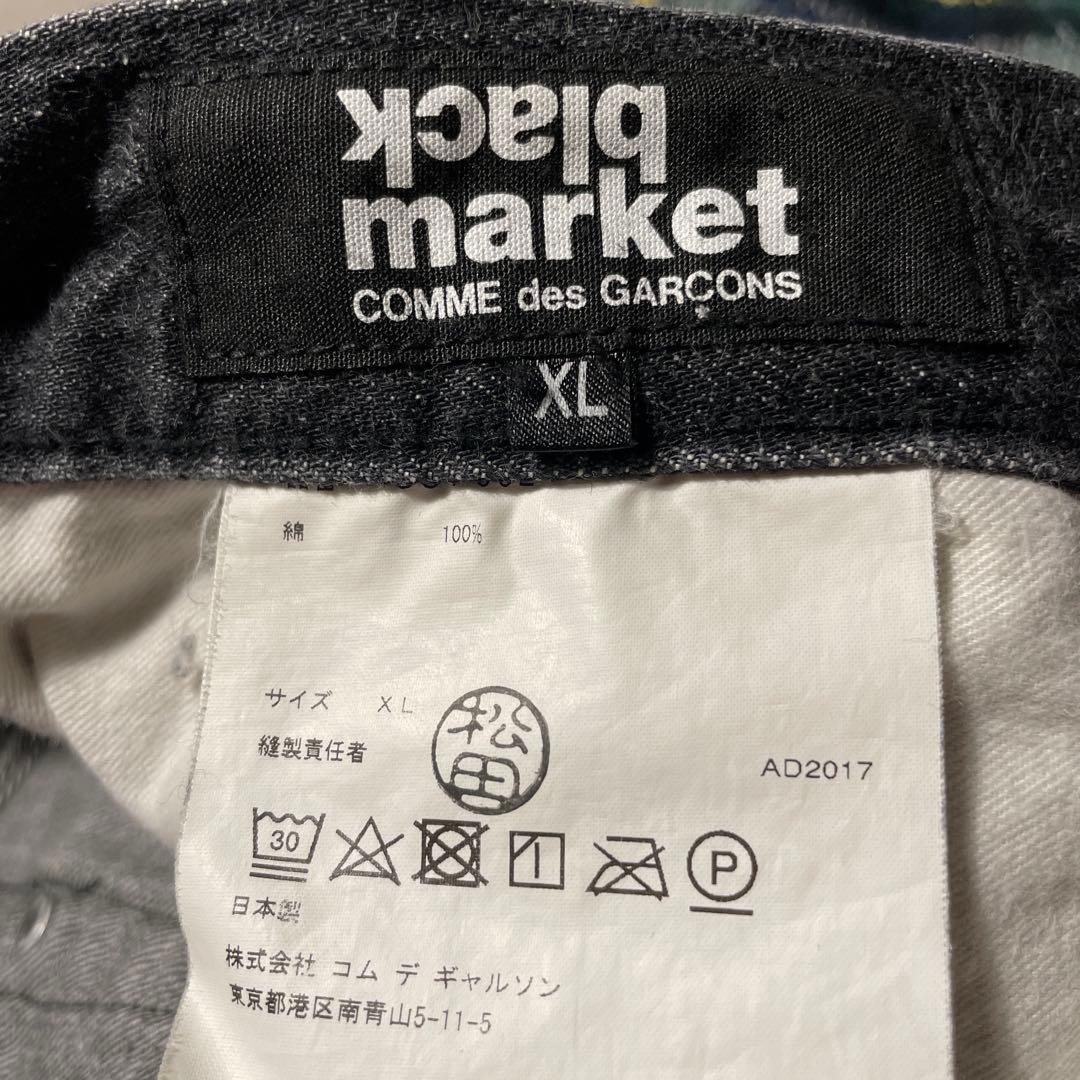 black
market
COMME des GARÇONS
XL
綿 100%
サイズ XL
縫製責任者 松田
AD2017
30
P
日本製
株式会社 コム デ ギャルソン
東京都港区南青山5-11-5